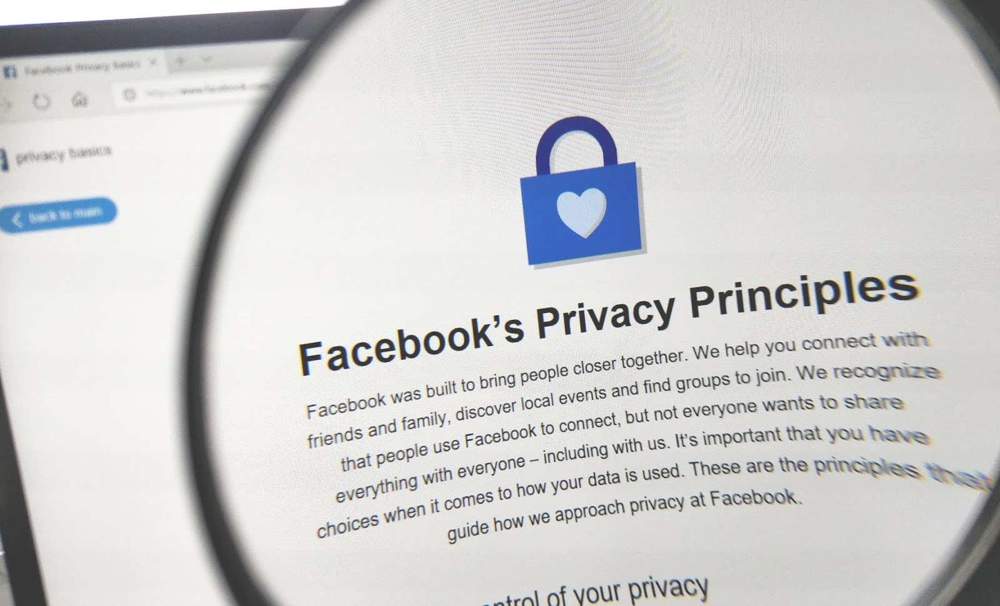 Facebook Privacy Basics
https://www.facebook.com
privacy basics
back to main
Facebook’s Privacy Principles
Facebook was built to bring people closer together. We help you connect with
friends and family, discover local events and find groups to join. We recognize
that people use Facebook to connect, but not everyone wants to share
everything with everyone – including with us. It’s important that you have
choices when it comes to how your data is used. These are the principles that
guide how we approach privacy at Facebook.
of your privacy